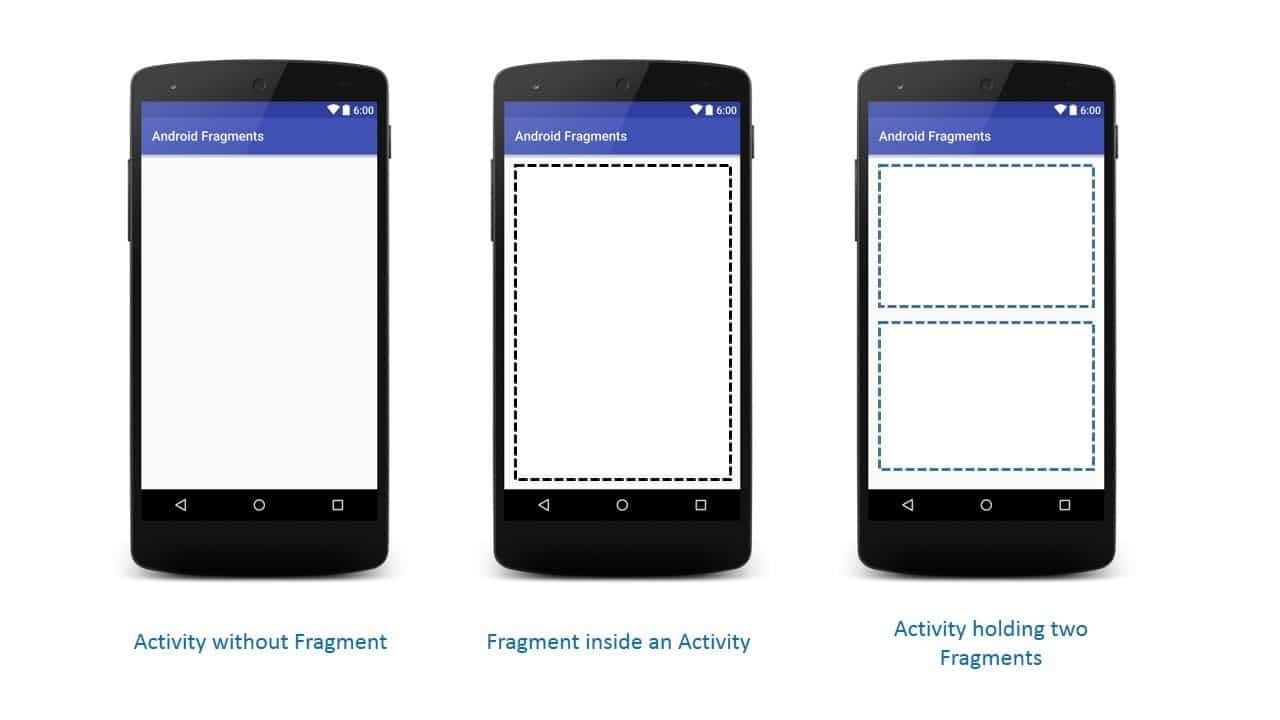 6:00
Android Fragments
6:00
Android Fragments
6:00
Android Fragments
Activity without Fragment
Fragment inside an Activity
Activity holding two
Fragments